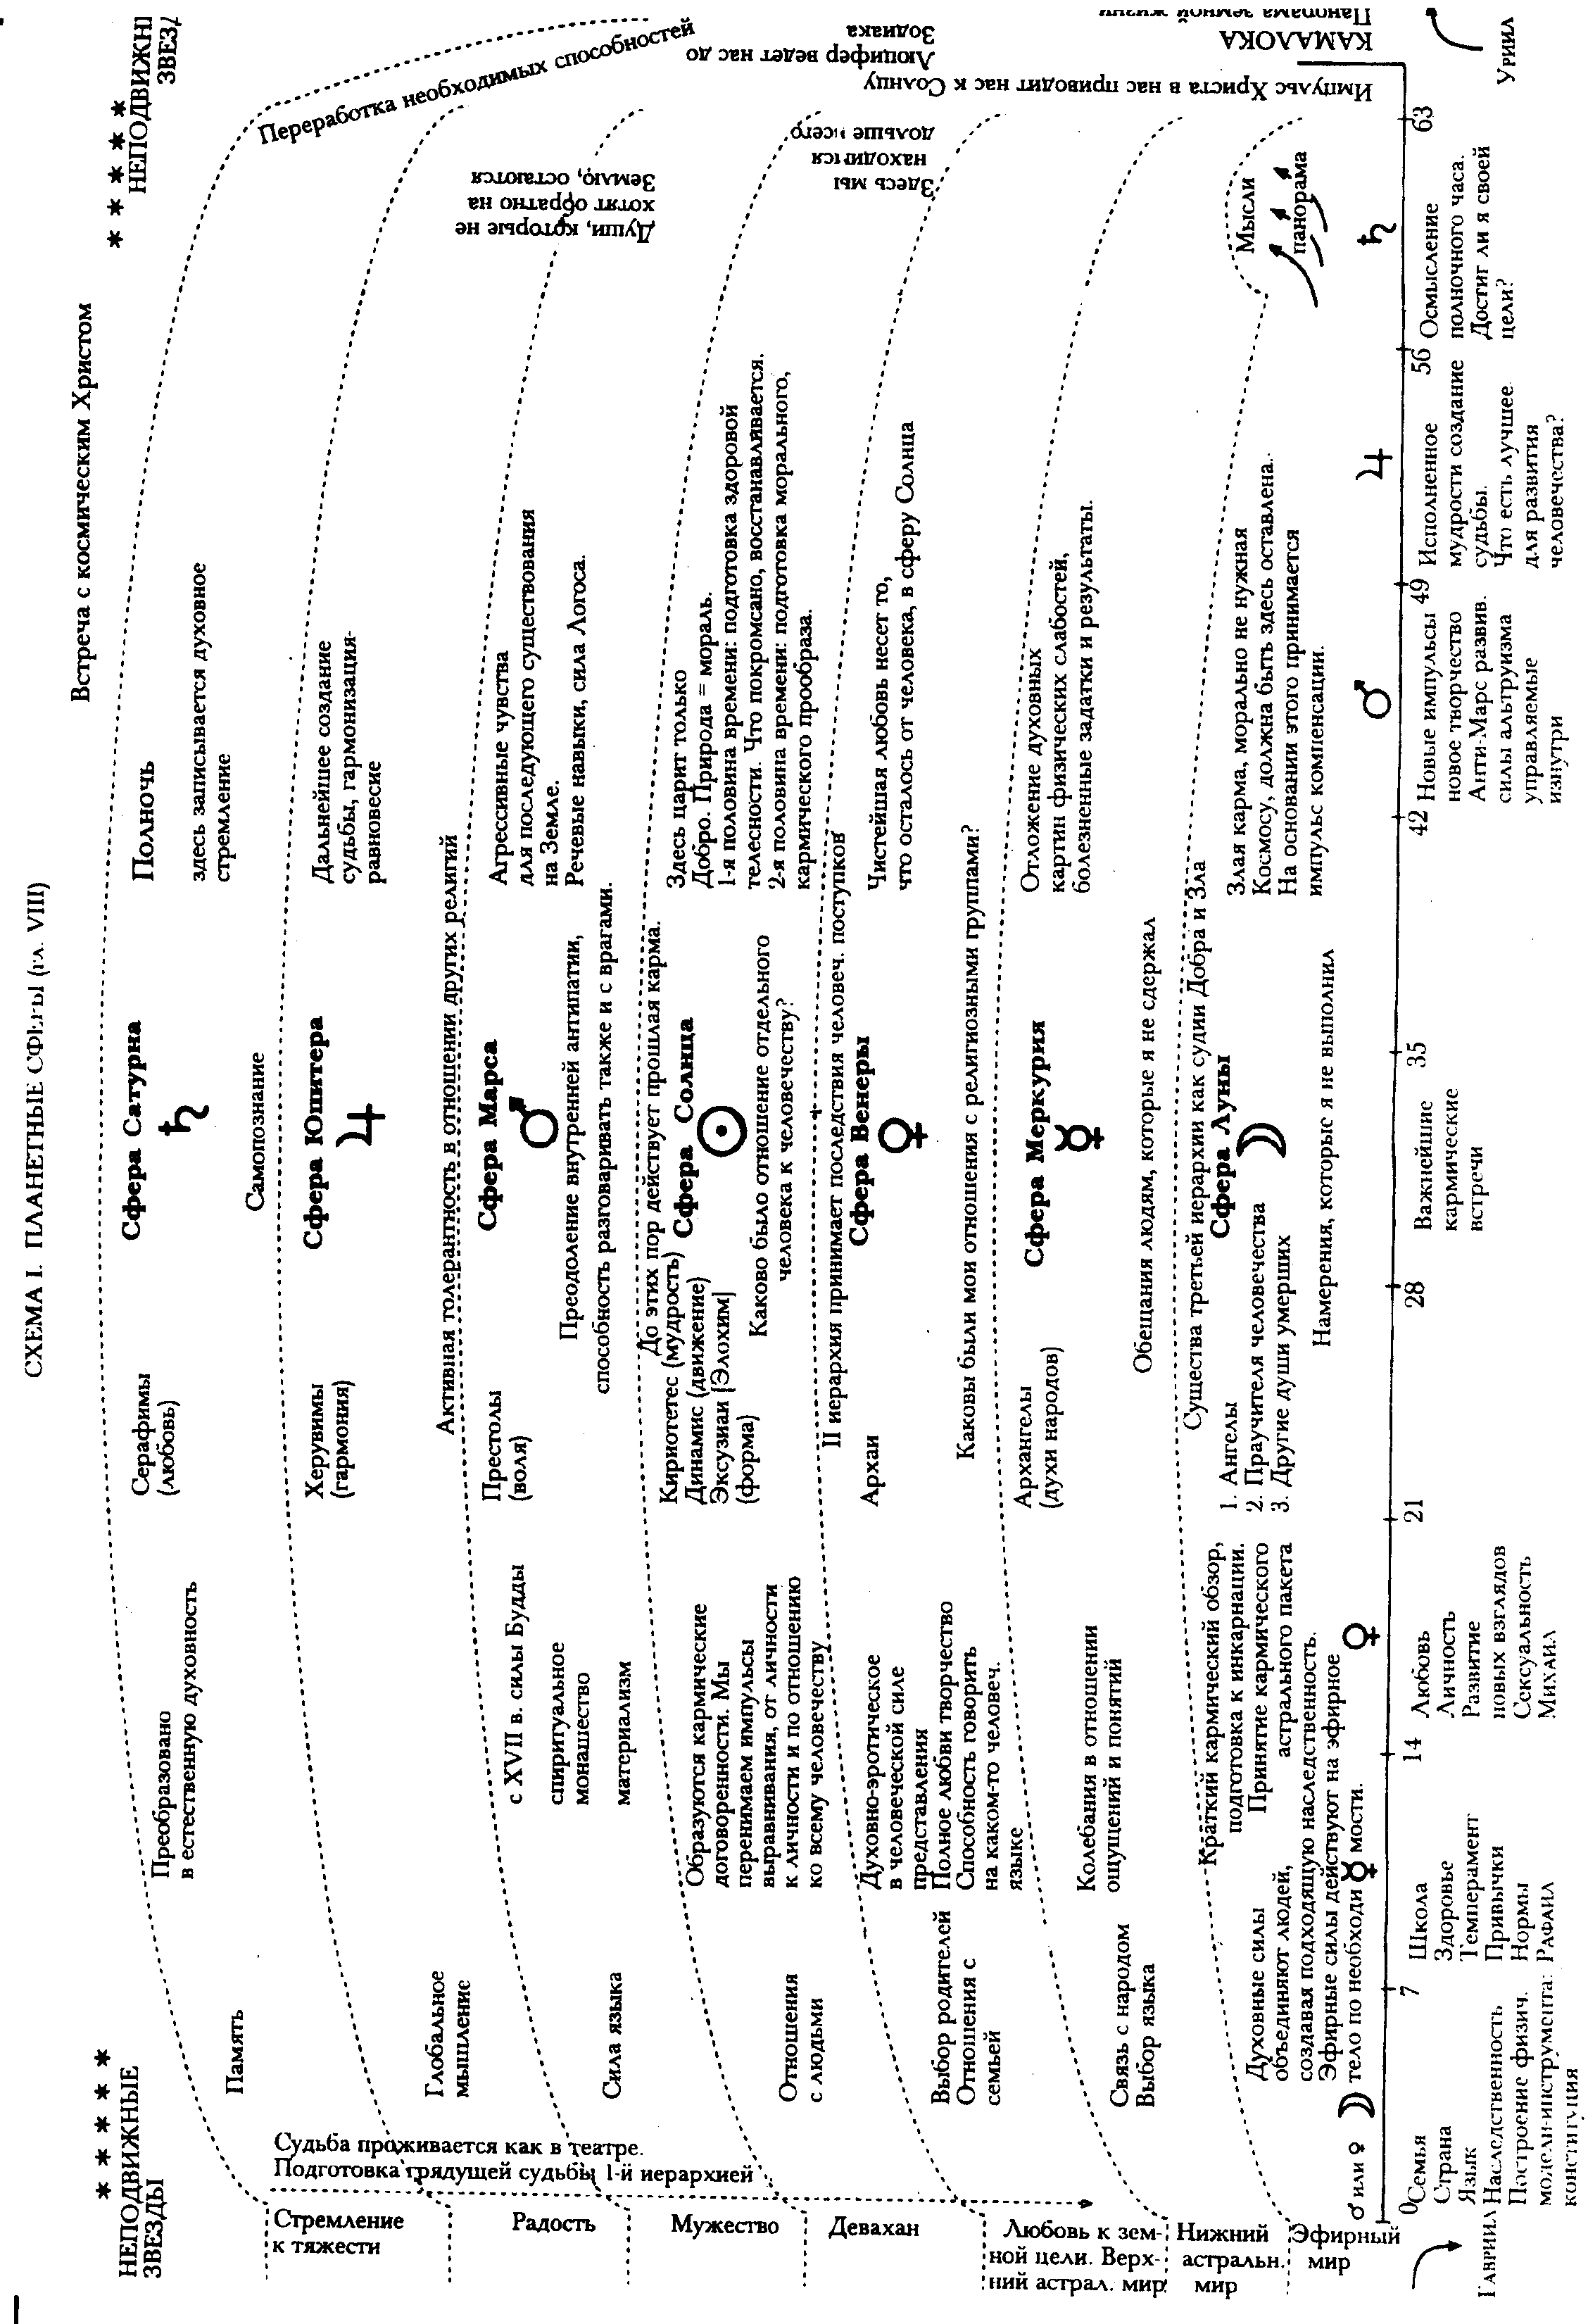 СХЕМА I. ПЛАНЕТНЫЕ СФЕРЫ (гл. VIII)
Встреча с космическим Христом
* * * * *
НЕПОДВИЖНЫЕ
ЗВЕЗДЫ
* * * * *
НЕПОДВИЖН
ЗВЕЗД
Серафимы
(любовь)
Сфера Сатурна
♄
Полночь
здесь записывается духовное
стремление
Преобразовано
в естественную духовность
Память
Самопознание
Переработка необходимых способностей
Херувимы
(гармония)
Сфера Юпитера
♃
Дальнейшее создание
судьбы, гармонизация-
равновесие
Глобальное
мышление
Активная толерантность в отношении других религий
Престолы
(воля)
Сфера Марса
♂
Агрессивные чувства
для последующего существования
на Земле.
Речевые навыки, сила Логоса.
Души, которые не
хотят обратно на
Землю, остаются
с XVII в. силы Будды
спиритуальное
монашество
материализм
Сила языка
Преодоление внутренней антипатии,
способность разговаривать также и с врагами.
До этих пор действует прошлая карма.
Кириотетес (мудрость)
Динамис (движение)
Эксузиаи [Элохим]
(форма)
Сфера Солнца
☉
Здесь царит только
Добро. Природа = мораль.
1-я половина времени: подготовка здоровой
телесности. Что покромсано, восстанавливается.
2-я половина времени: подготовка морального,
кармического прообраза.
Здесь мы
находимся
дольше всего
Люцифер ведет нас до
Зодиака
Образуются кармические
договоренности. Мы
перенимаем импульсы
выравнивания, от личности
к личности и по отношению
ко всему человечеству
Отношения
с людьми
Каково было отношение отдельного
человека к человечеству?
II иерархия принимает последствия человеч. поступков
Архаи
Сфера Венеры
♀
Чистейшая любовь несет то,
что осталось от человека, в сферу Солнца
Импульс Христа в нас приводит нас к Солнцу
Духовно-эротическое
в человеческой силе
представления
Полное любви творчество
Способность говорить
на каком-то человеч.
языке
Выбор родителей
Отношения с
семьей
Каковы были мои отношения с религиозными группами?
Архангелы
(духи народов)
Сфера Меркурия
☿
Отложение духовных
картин физических слабостей,
болезненные задатки и результаты.
Колебания в отношении
ощущений и понятий
Связь с народом
Выбор языка
Обещания людям, которые я не сдержал
Существа третьей иерархии как судии Добра и Зла
1. Ангелы
2. Праучителя человечества
3. Другие души умерших
Сфера Луны
☽
Злая карма, морально не нужная
Космосу, должна быть здесь оставлена.
На основании этого принимается
импульс компенсации.
Мысли
панорама
КАМАЛОКА
Панорама земной жизни
Намерения, которые я не выполнил
Краткий кармический обзор,
подготовка к инкарнации.
Принятие кармического
астрального пакета
Духовные силы
объединяют людей,
создавая подходящую наследственность.
Эфирные силы действуют на эфирное
тело по необходи мости.
Судьба проживается как в театре.
Подготовка грядущей судьбы 1-й иерархией
Стремление
к тяжести
Радость
Мужество
Девахан
Любовь к зем-
ной цели. Верх-
ний астрал. мир
Нижний
астральн.
мир
Эфирный
мир
♂ или ♀ ☽ ☿ ♀ ♂ ♃ ♄
0 7 14 21 28 35 42 49 56 63
ГАВРИИЛ
Семья
Страна
Язык
Наследственность
Построение физич.
модели-инструмента:
конституция
Школа
Здоровье
Темперамент
Привычки
Нормы
РАФАИЛ
Любовь
Личность
Развитие
новых взглядов
Сексуальность
МИХАИЛ
Важнейшие
кармические
встречи
Новые импульсы
новое творчество
Анти-Марс развив.
силы альтруизма
управляемые
изнутри
Исполненное
мудрости создание
судьбы.
Что есть лучшее
для развития
человечества?
Осмысление
полночного часа.
Достиг ли я своей
цели?
УРИИЛ